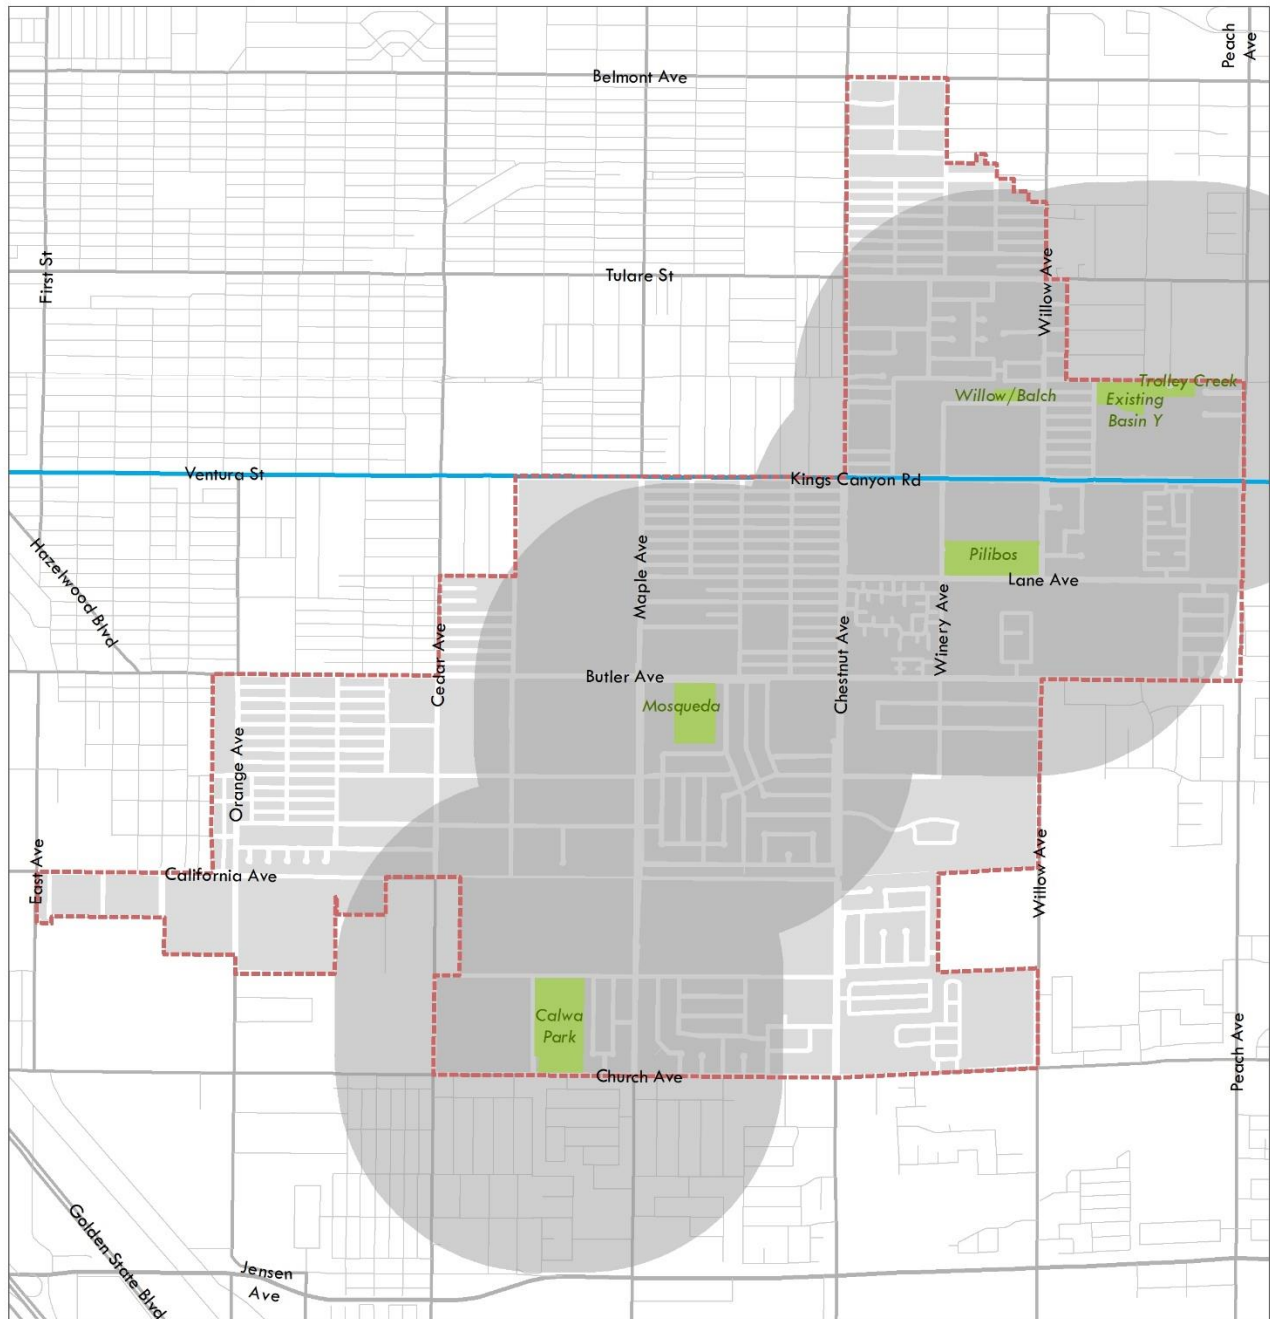 Peach
Ave
Belmont Ave
First St
Tulare St
Willow Ave
Trolley Creek
Willow/Balch
Existing
Basin Y
Ventura St
Kings Canyon Rd
Hazelwood Blvd
Maple Ave
Pilibos
Lane Ave
Cedar Ave
Chestnut Ave
Winery Ave
Butler Ave
Mosqueda
Orange Ave
East Ave
California Ave
Willow Ave
Calwa
Park
Church Ave
Peach Ave
Golden State Blvd
Jensen
Ave